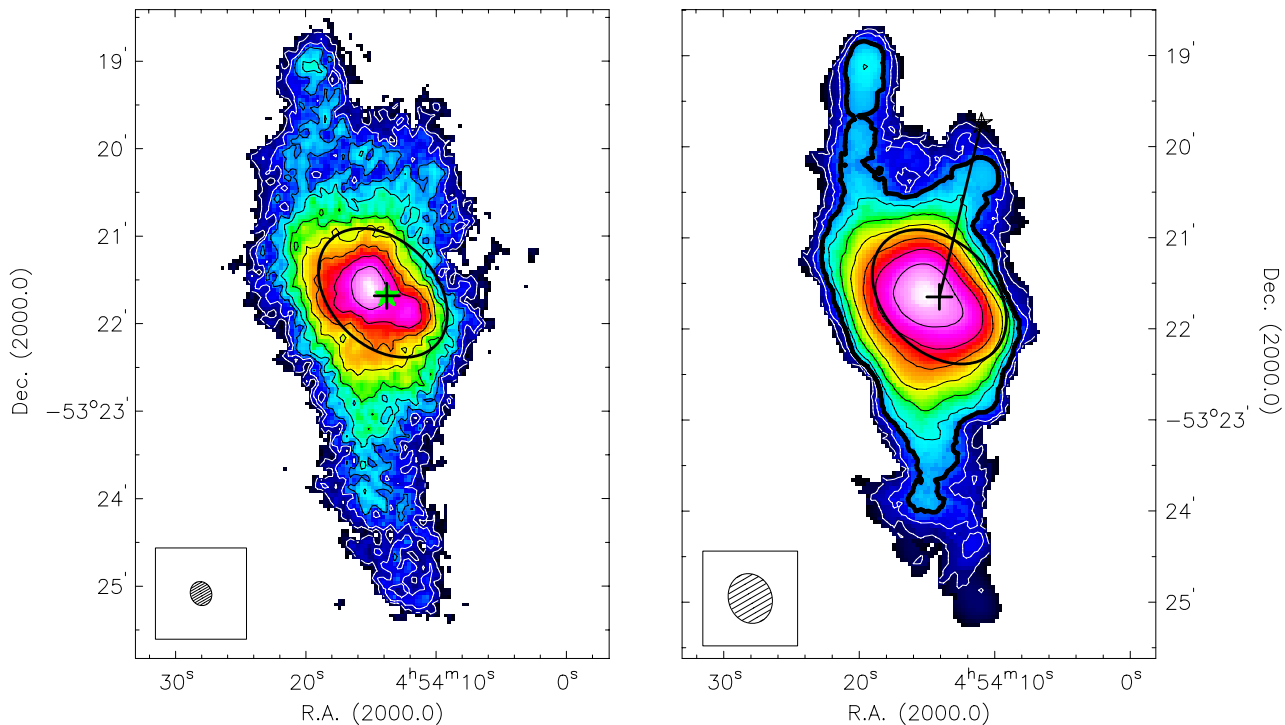 19'
20'
21'
22'
−53°23'
24'
25'
Dec. (2000.0)
30ˢ 20ˢ 4ʰ54ᵐ10ˢ 0ˢ
R.A. (2000.0)
19'
20'
21'
22'
−53°23'
24'
25'
Dec. (2000.0)
30ˢ 20ˢ 4ʰ54ᵐ10ˢ 0ˢ
R.A. (2000.0)